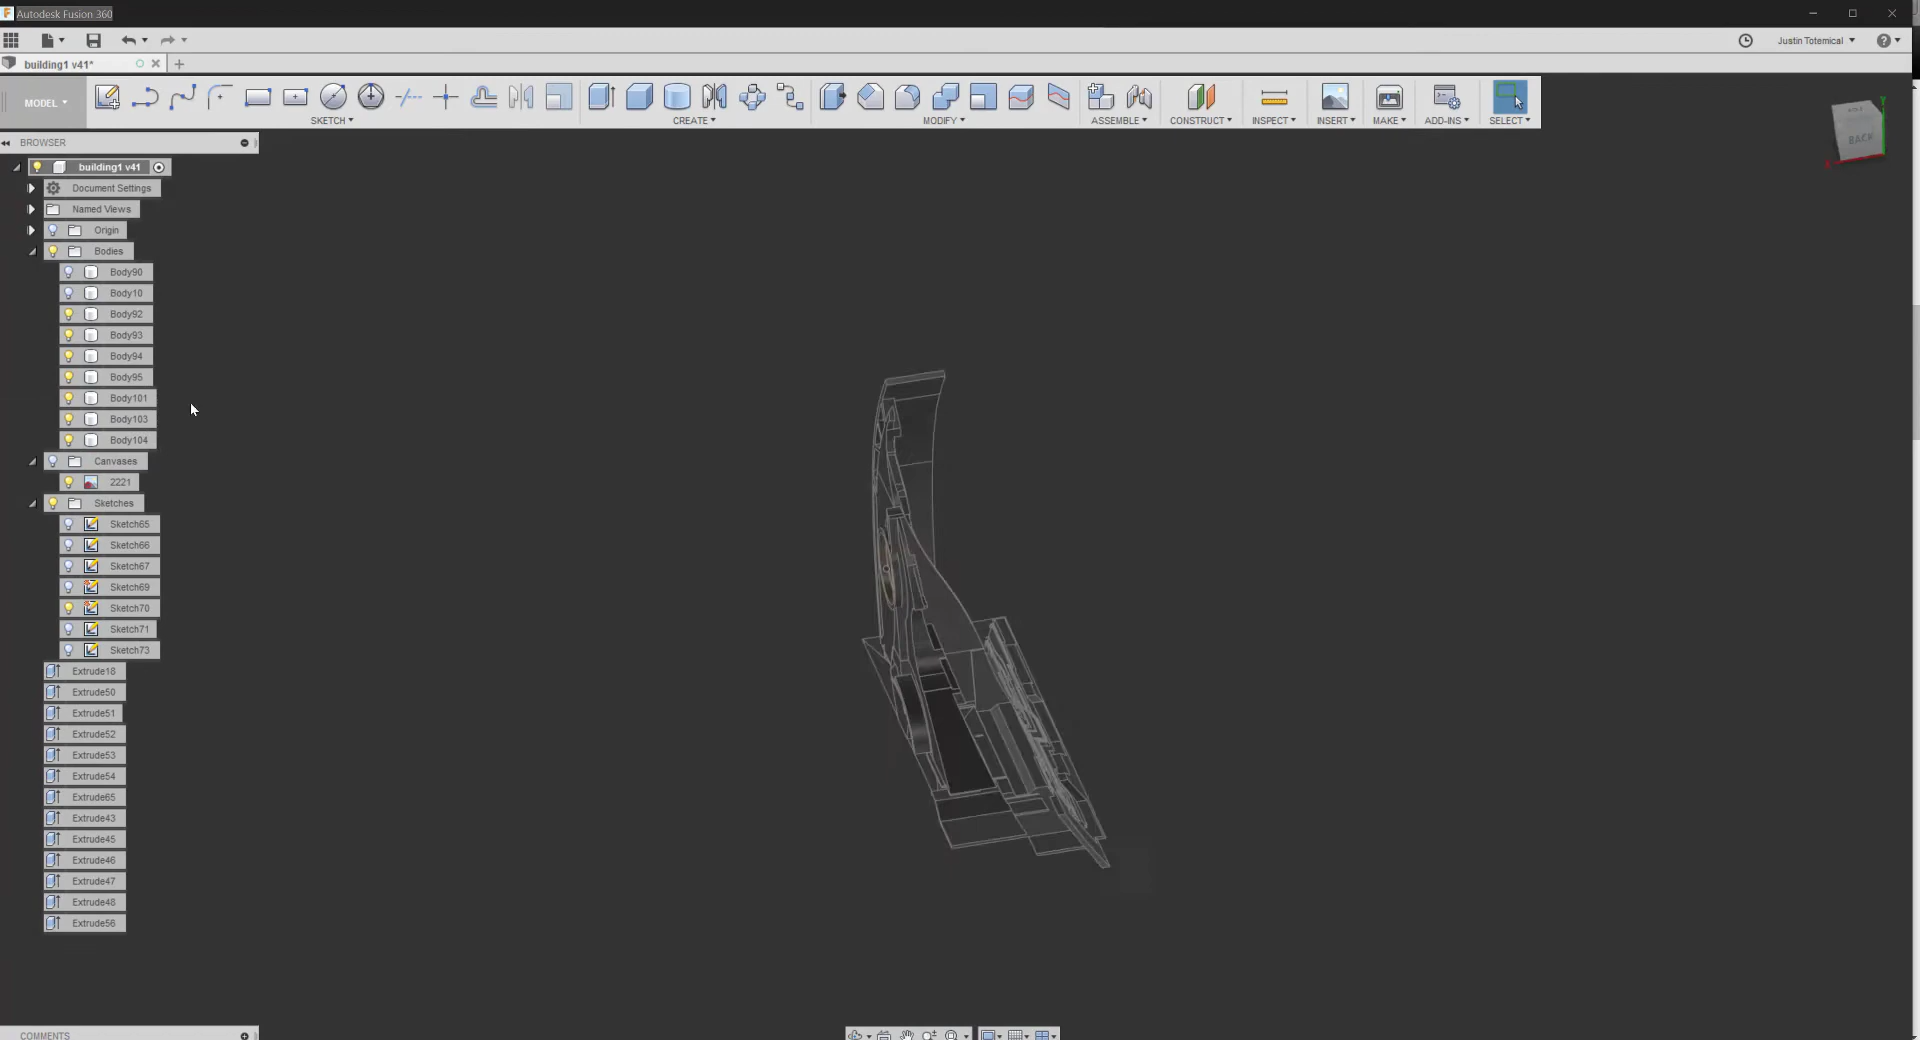 Autodesk Fusion 360
Justin Totemical
building1 v41*
MODEL
SKETCH
CREATE
MODIFY
ASSEMBLE
CONSTRUCT
INSPECT
INSERT
MAKE
ADD-INS
SELECT
Y
BACK
BROWSER
building1 v41
Document Settings
Named Views
Origin
Bodies
Body90
Body10
Body92
Body93
Body94
Body95
Body101
Body103
Body104
Canvases
2221
Sketches
Sketch65
Sketch66
Sketch67
Sketch69
Sketch70
Sketch71
Sketch73
Extrude18
Extrude50
Extrude51
Extrude52
Extrude53
Extrude54
Extrude65
Extrude43
Extrude45
Extrude46
Extrude47
Extrude48
Extrude56
COMMENTS